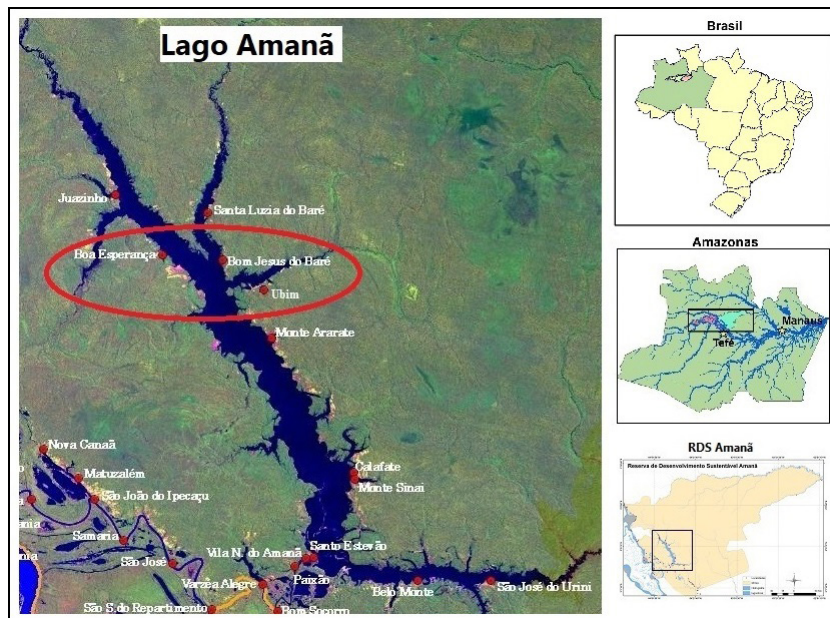 Lago Amanã
Juazinho
Santa Luzia do Baré
Boa Esperança
Bom Jesus do Baré
Ubim
Monte Ararate
Nova Canaã
Matuzalém
Calafate
Monte Sinai
São João do Ipecaçu
Samaria
São José
Vila N. do Amanã
Santo Estevão
Paixão
Várzea Alegre
Belo Monte
São José do Urini
São S. do Repartimento
Bom Socorro
Brasil
Amazonas
Manaus
Tefé
RDS Amanã
Reserva de Desenvolvimento Sustentável Amanã